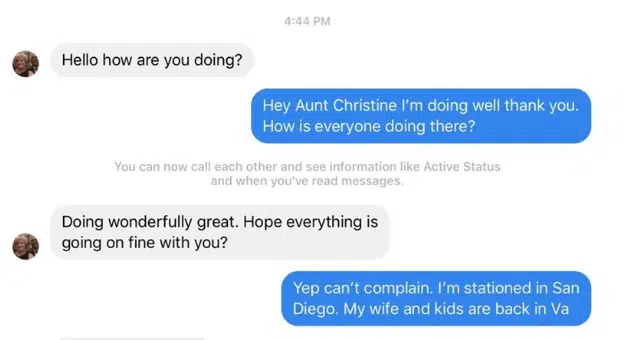 4:44 PM
Hello how are you doing?
Hey Aunt Christine I’m doing well thank you.
How is everyone doing there?
You can now call each other and see information like Active Status
and when you’ve read messages.
Doing wonderfully great. Hope everything is
going on fine with you?
Yep can’t complain. I’m stationed in San
Diego. My wife and kids are back in Va